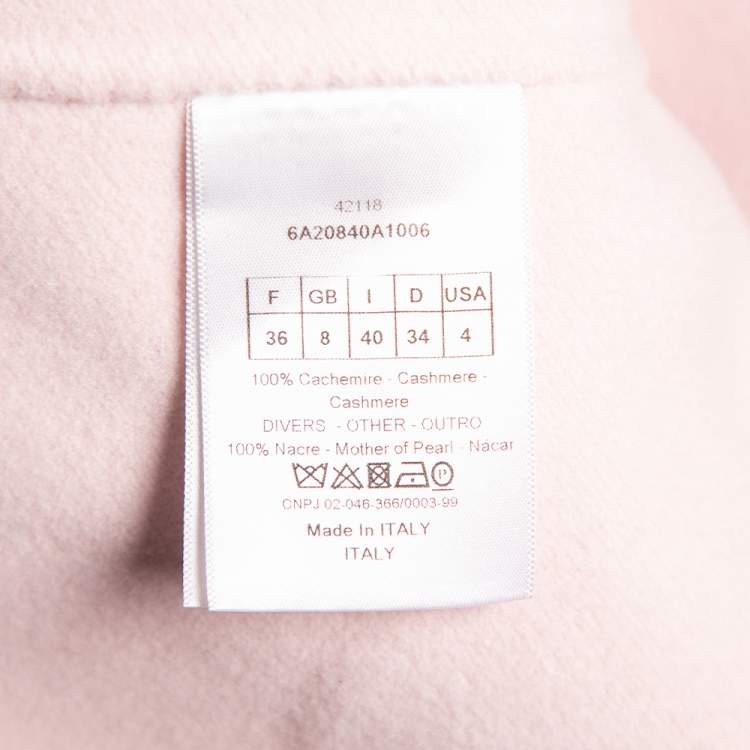 42118
6A20840A1006
F GB I D USA
36 8 40 34 4
100% Cachemire - Cashmere -
Cashmere
DIVERS - OTHER - OUTRO
100% Nacre - Mother of Pearl - Nácar
P
CNPJ 02-046-366/0003-99
Made In ITALY
ITALY